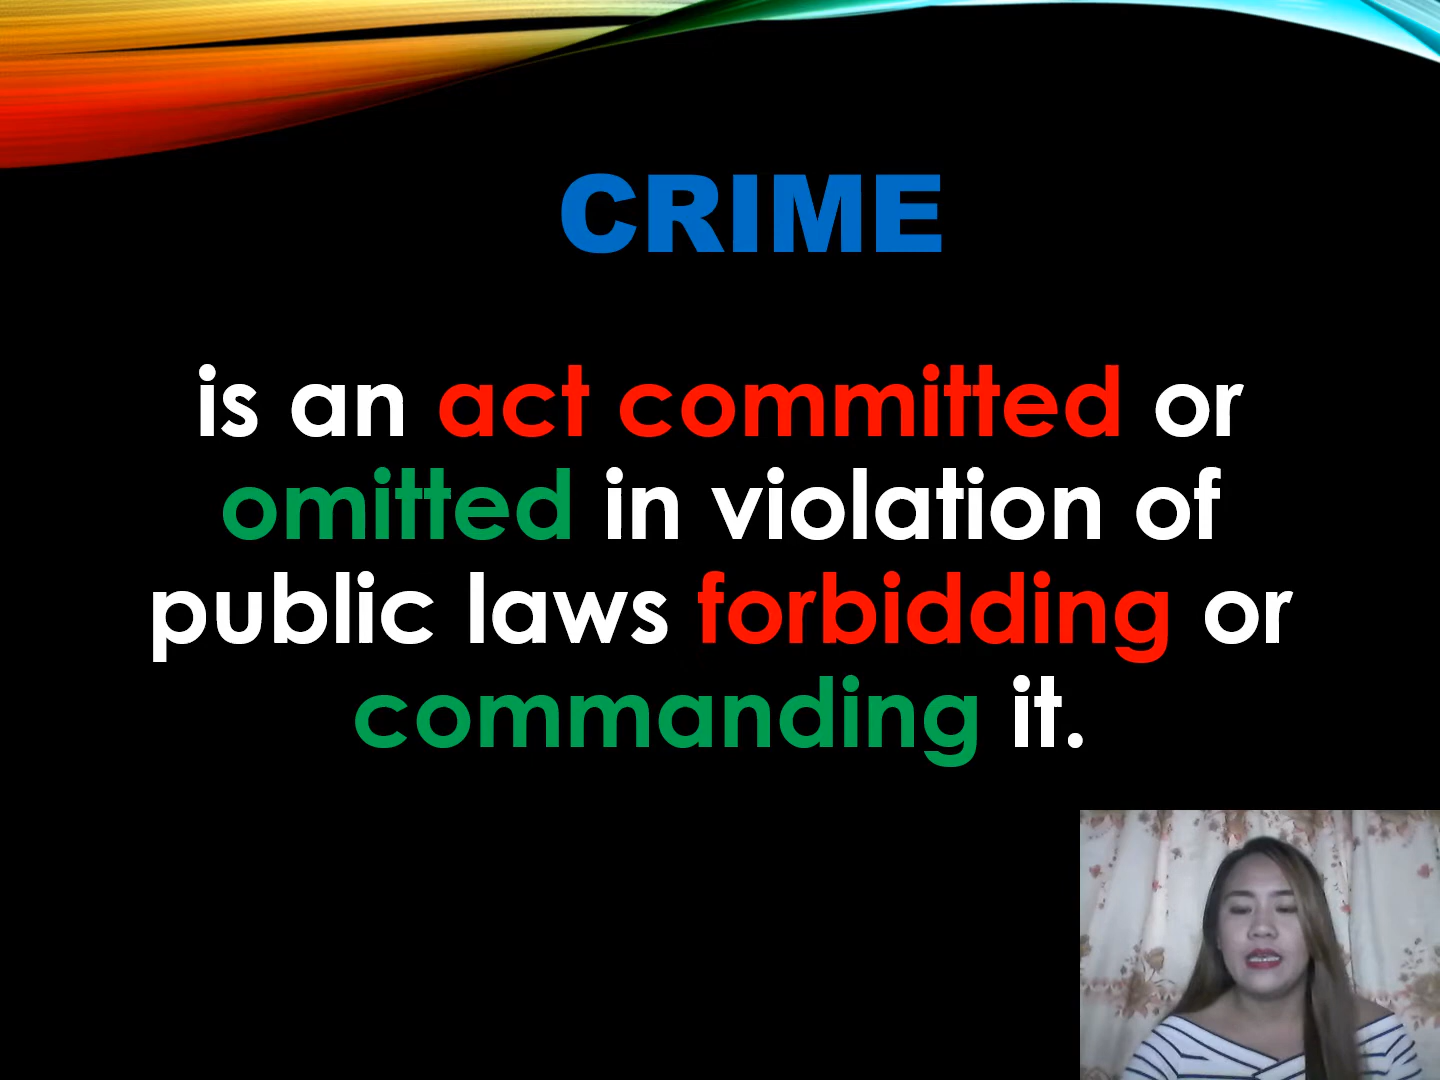 CRIME
is an act committed or
omitted in violation of
public laws forbidding or
commanding it.